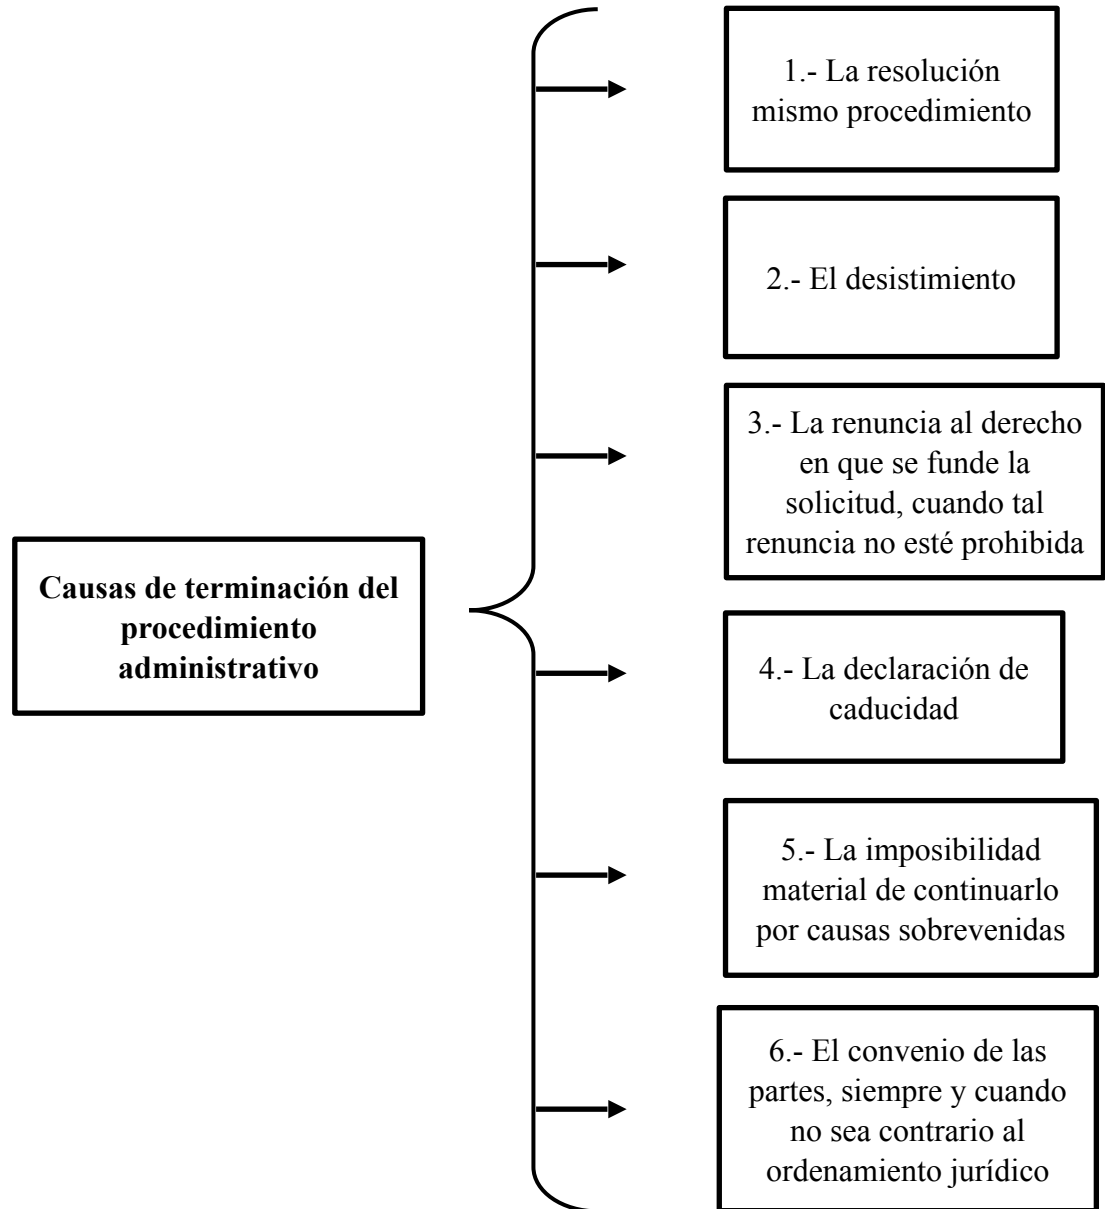 Causas de terminación del
procedimiento
administrativo
1.- La resolución
mismo procedimiento
2.- El desistimiento
3.- La renuncia al derecho
en que se funde la
solicitud, cuando tal
renuncia no esté prohibida
4.- La declaración de
caducidad
5.- La imposibilidad
material de continuarlo
por causas sobrevenidas
6.- El convenio de las
partes, siempre y cuando
no sea contrario al
ordenamiento jurídico